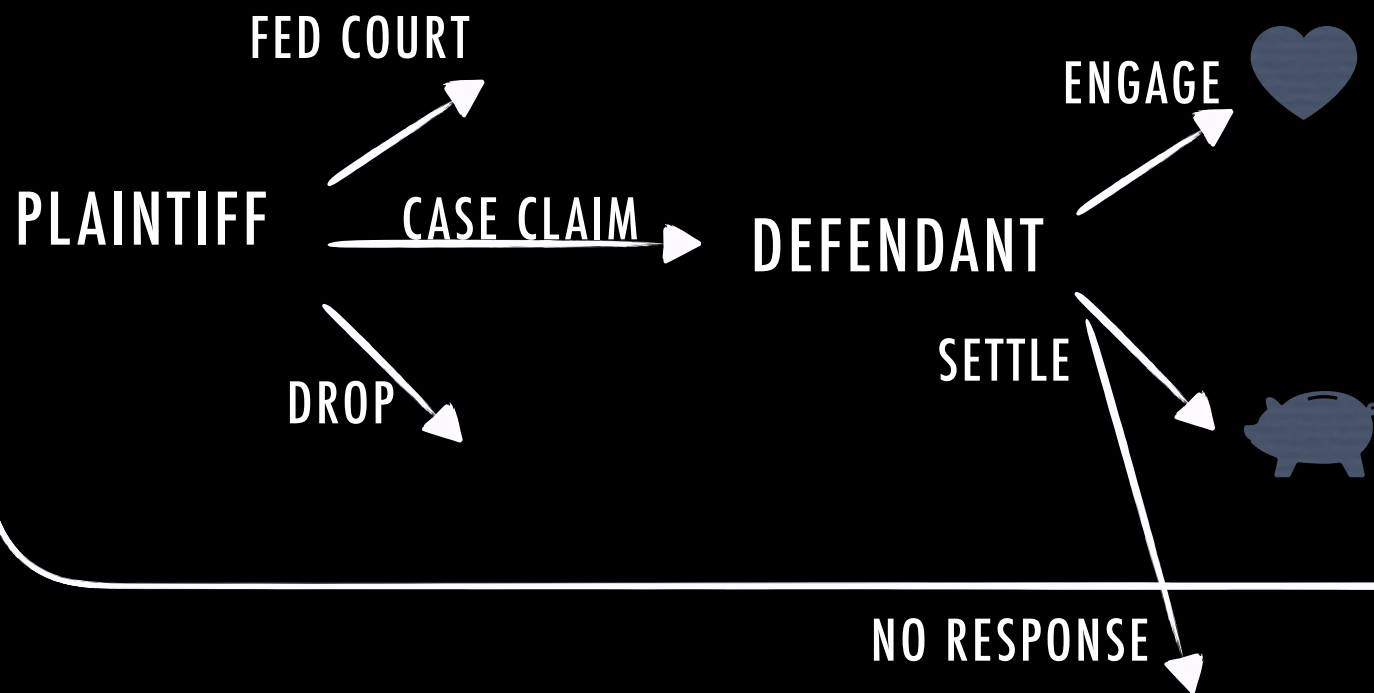 FED COURT
ENGAGE
PLAINTIFF
CASE CLAIM
DEFENDANT
SETTLE
DROP
NO RESPONSE